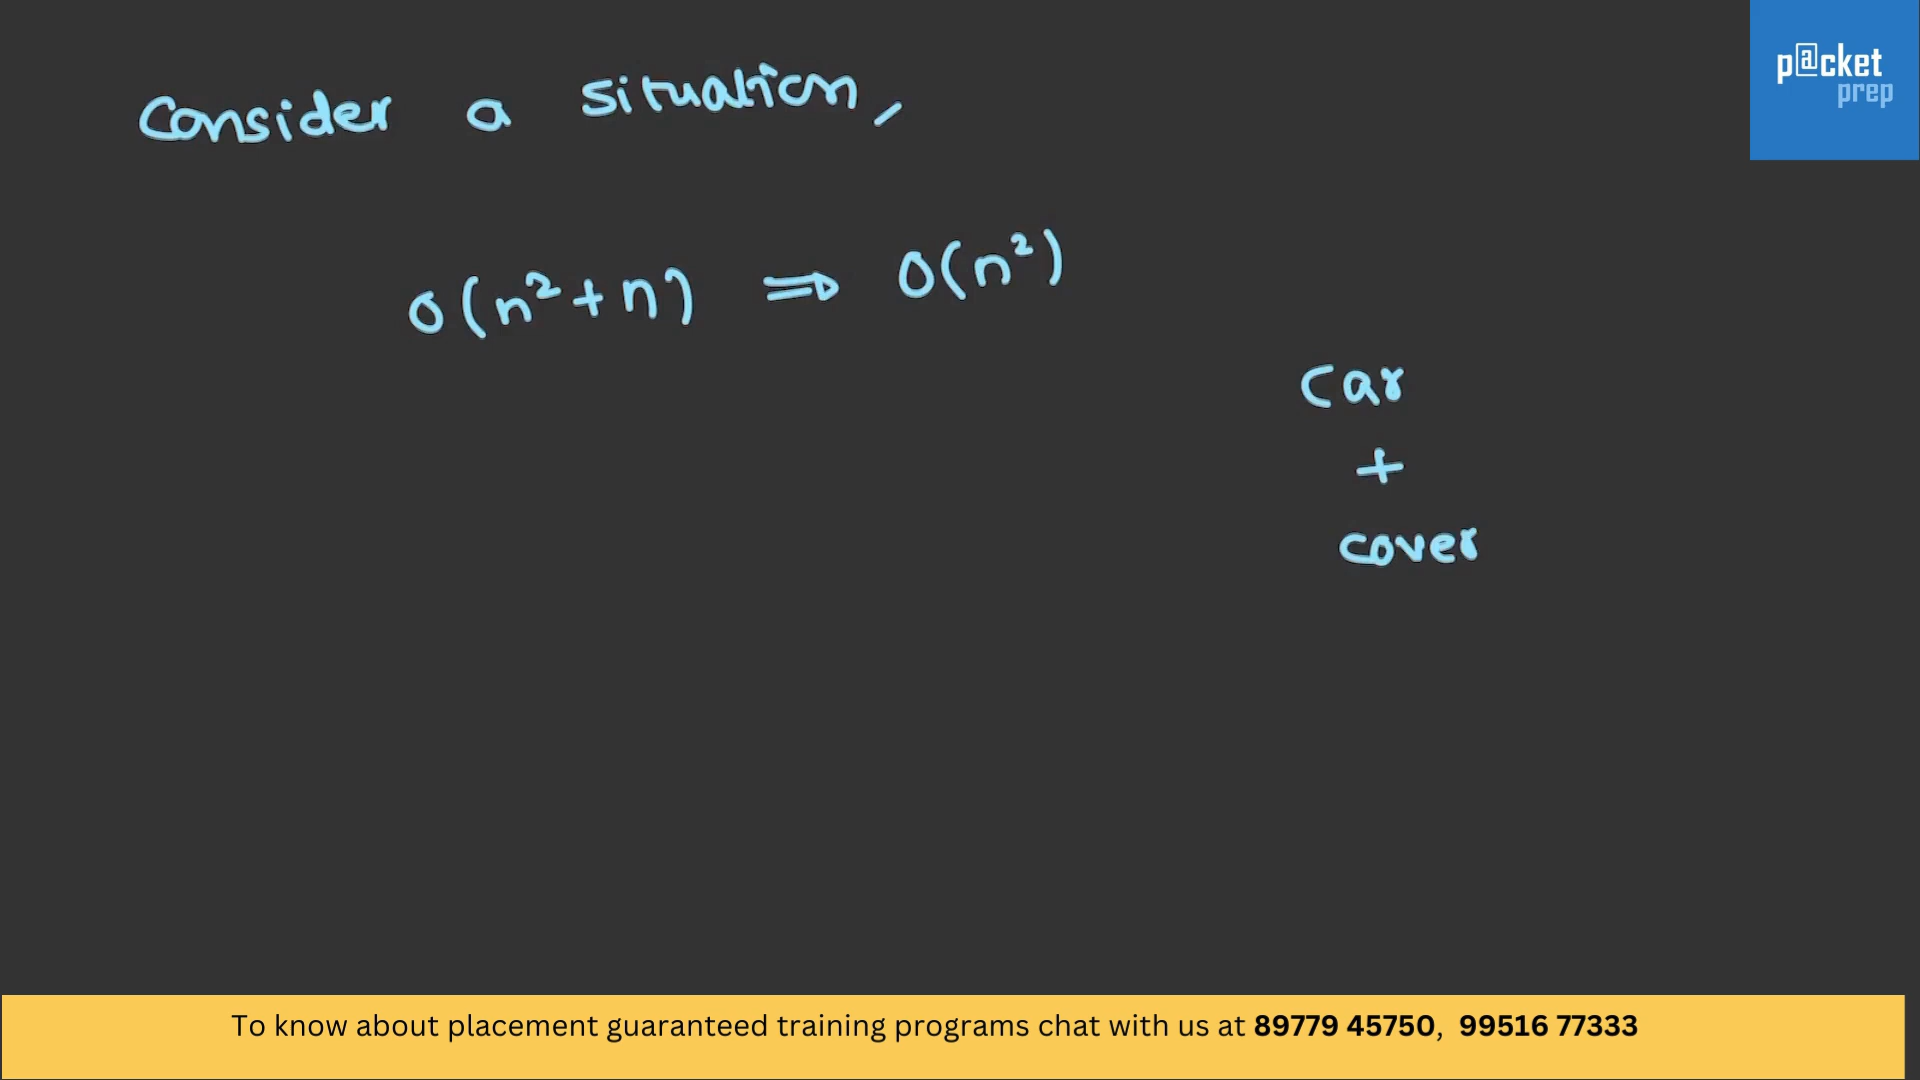 Consider a situation,
p@cket
prep
O(n²+n) ⇒ O(n²)
Car
+
cover
To know about placement guaranteed training programs chat with us at 89779 45750, 99516 77333